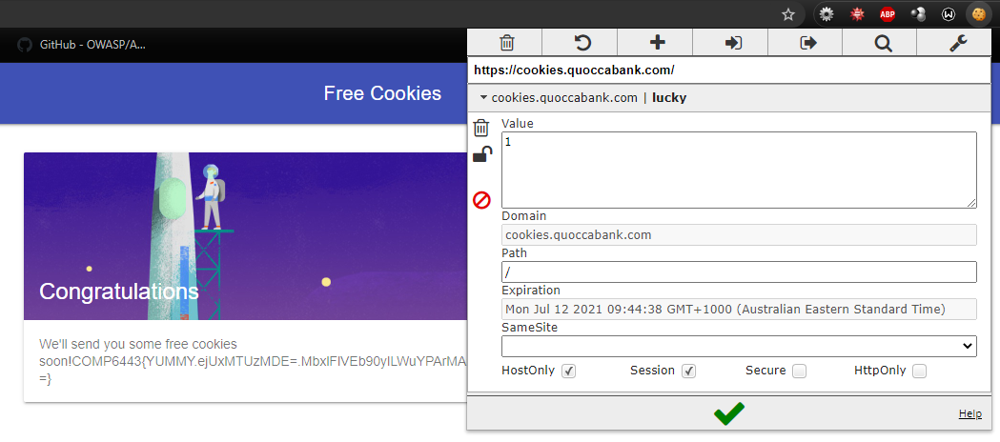 GitHub - OWASP/A...
ABP
Free Cookies
https://cookies.quoccabank.com/
cookies.quoccabank.com | lucky
Value
1
Domain
cookies.quoccabank.com
Path
/
Expiration
Mon Jul 12 2021 09:44:38 GMT+1000 (Australian Eastern Standard Time)
SameSite
HostOnly Session Secure HttpOnly
Help
Congratulations
We'll send you some free cookies
soon!COMP6443{YUMMY.ejUxMTUzMDE=.MbxlFlVEb90ylLWuYPArMA
=}